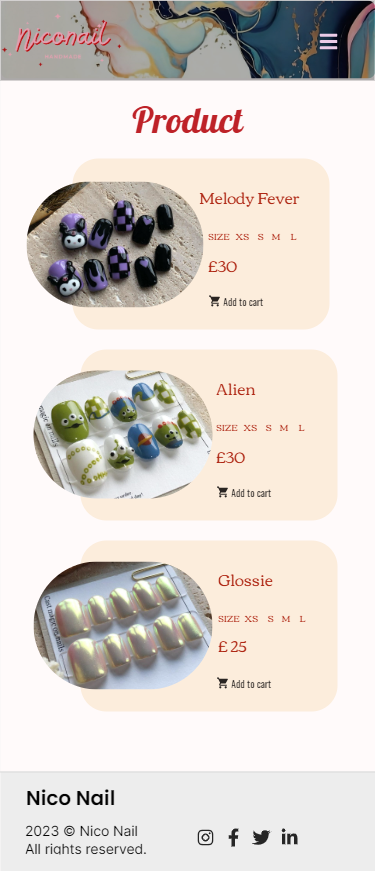 Niconail
Product
Melody Fever
SIZE XS S M L
£30
Add to cart
Alien
SIZE XS S M L
£30
Add to cart
Glossie
SIZE XS S M L
£ 25
Add to cart
Nico Nail
2023 © Nico Nail
All rights reserved.